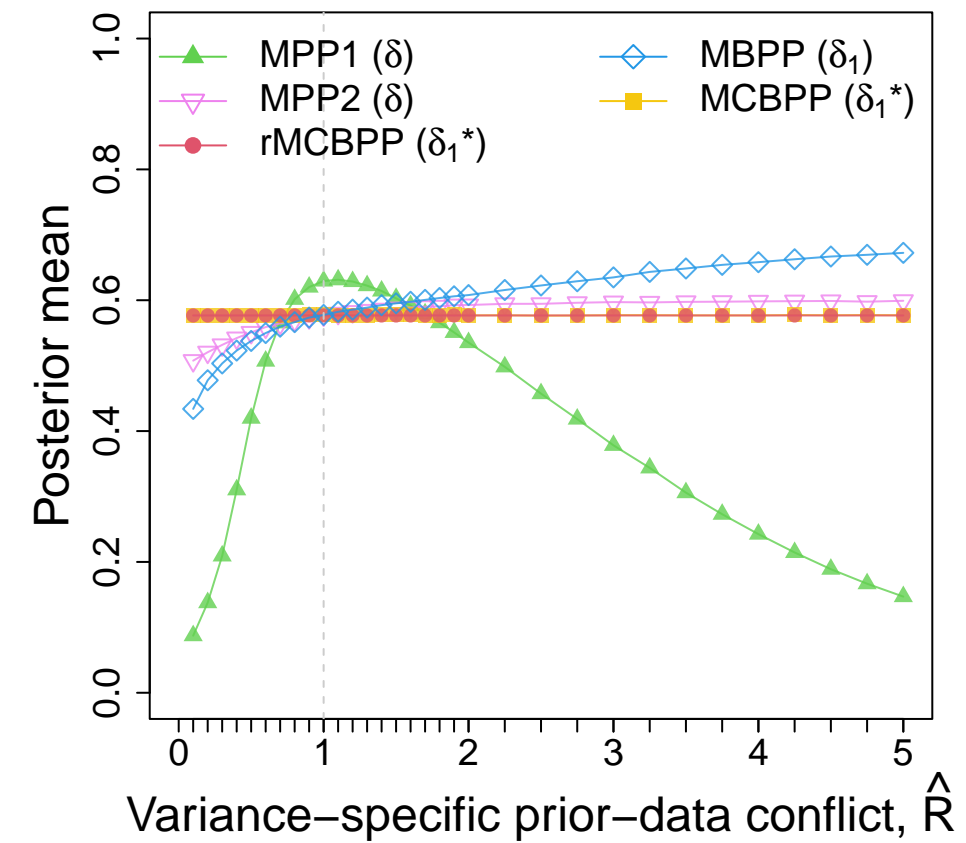 MPP1 (δ)
MPP2 (δ)
rMCBPP (δ₁*)
MBPP (δ₁)
MCBPP (δ₁*)
Posterior mean
1.0
0.8
0.6
0.4
0.2
0.0
0 1 2 3 4 5
Variance−specific prior−data conflict, R̂